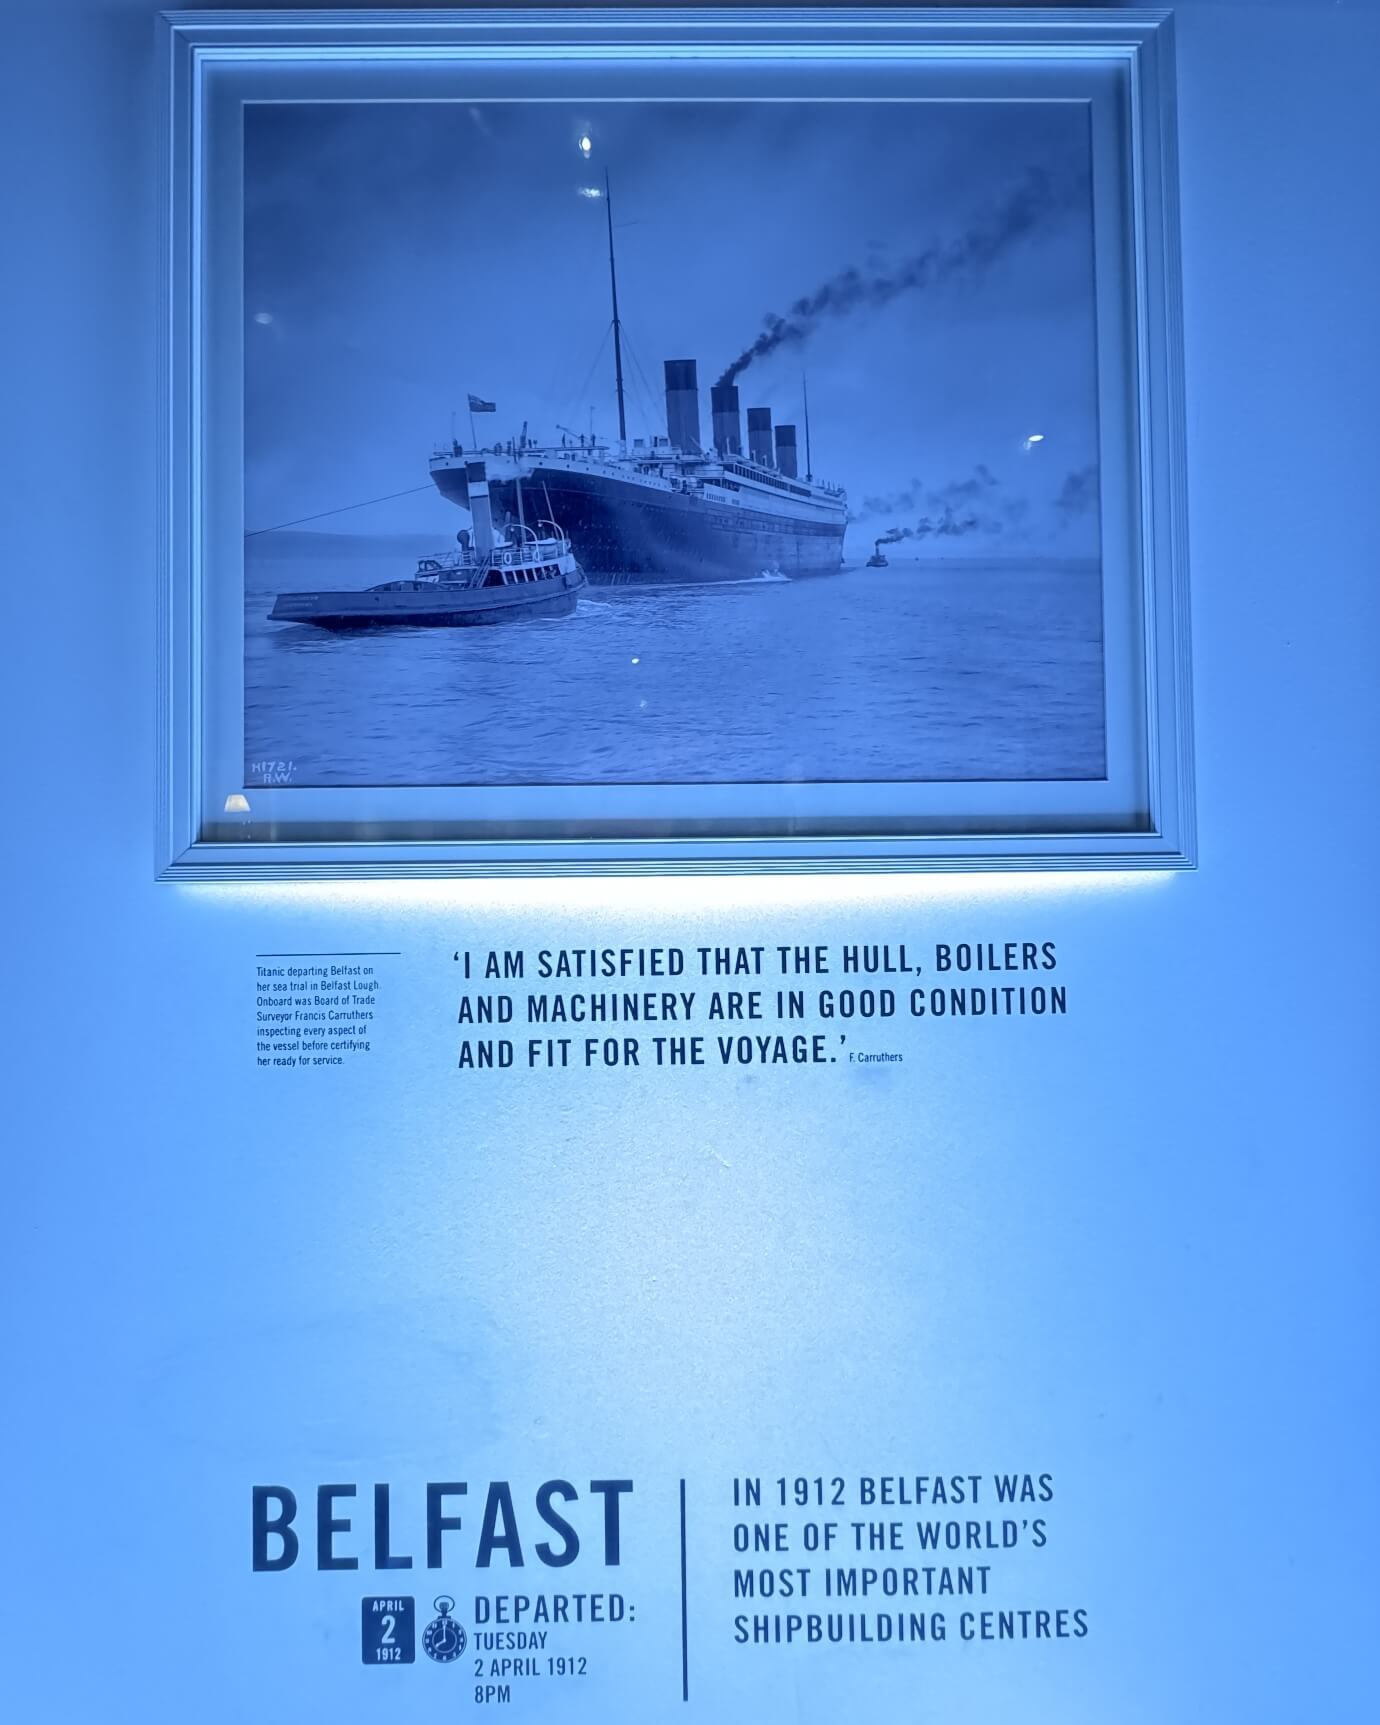 H1721.
R.W.
Titanic departing Belfast on
her sea trial in Belfast Lough.
Onboard was Board of Trade
Surveyor Francis Carruthers
inspecting every aspect of
the vessel before certifying
her ready for service.
‘I AM SATISFIED THAT THE HULL, BOILERS
AND MACHINERY ARE IN GOOD CONDITION
AND FIT FOR THE VOYAGE.’ F. Carruthers
BELFAST
APRIL
2
1912
DEPARTED:
TUESDAY
2 APRIL 1912
8PM
IN 1912 BELFAST WAS
ONE OF THE WORLD’S
MOST IMPORTANT
SHIPBUILDING CENTRES